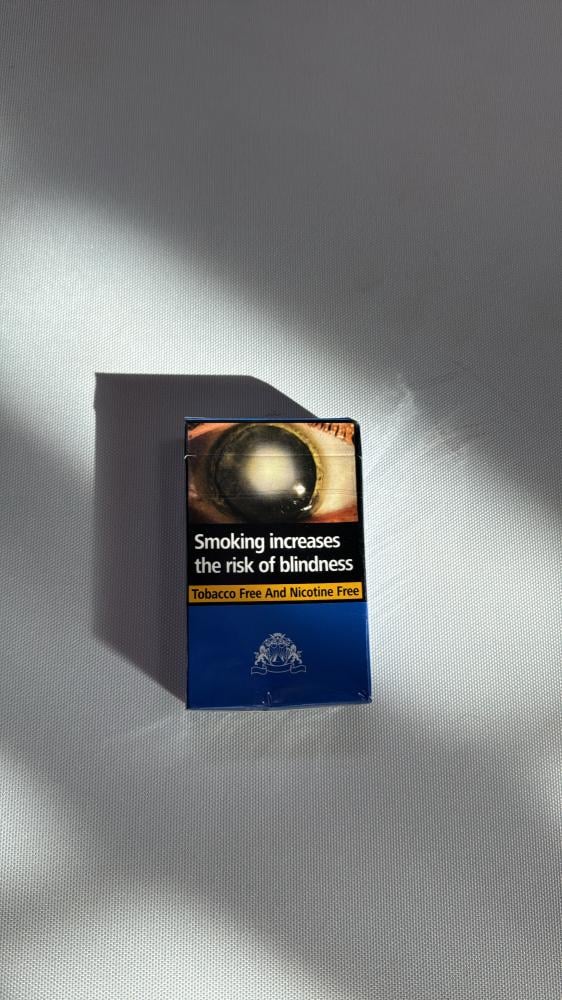 Smoking increases
the risk of blindness
Tobacco Free And Nicotine Free